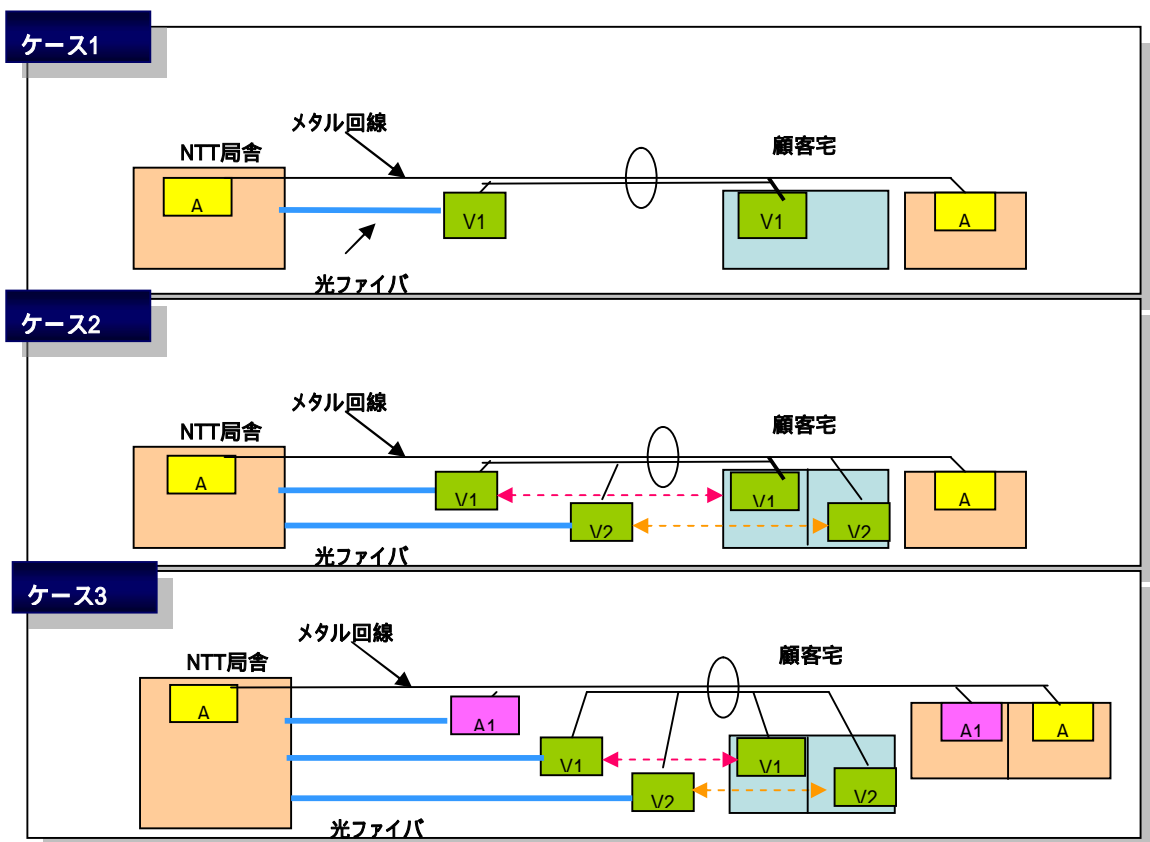 ケース1
メタル回線
NTT局舎
顧客宅
A
V1
V1
A
光ファイバ
ケース2
メタル回線
NTT局舎
顧客宅
A
V1
V1
A
V2
V2
光ファイバ
ケース3
メタル回線
NTT局舎
顧客宅
A
A1
A1
A
V1
V1
V2
V2
光ファイバ